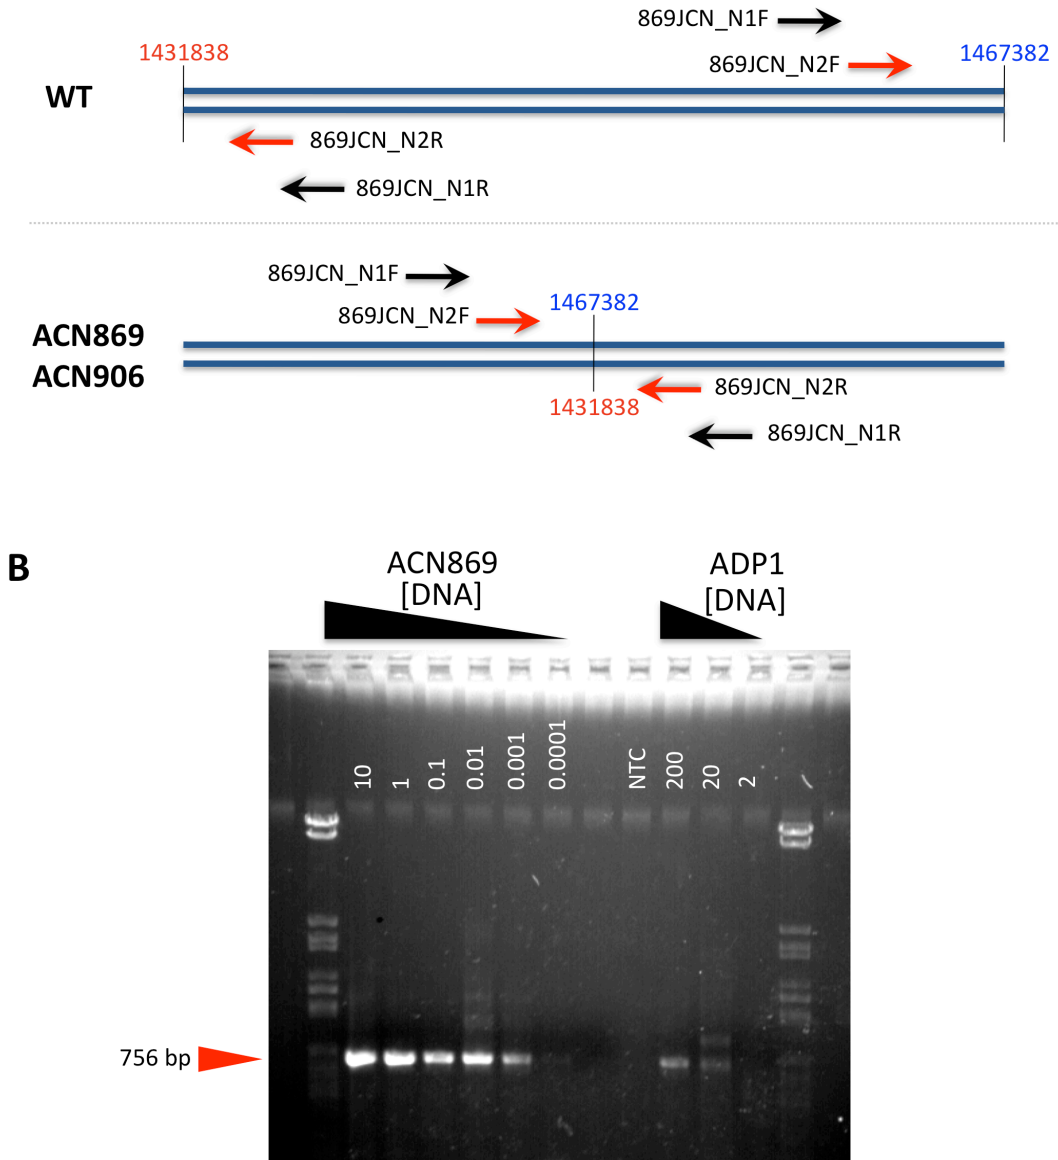 869JCN_N1F
1431838
869JCN_N2F
1467382
WT
869JCN_N2R
869JCN_N1R
869JCN_N1F
1467382
869JCN_N2F
ACN869
ACN906
869JCN_N2R
1431838
869JCN_N1R
B
ACN869
[DNA]
ADP1
[DNA]
10
1
0.1
0.01
0.001
0.0001
NTC
200
20
2
756 bp